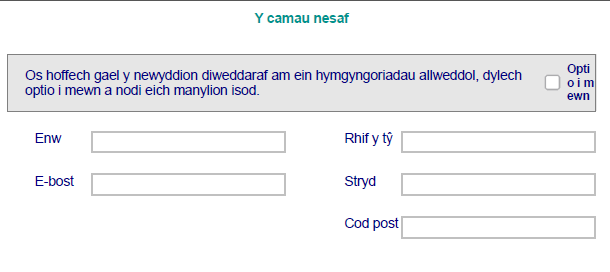 Y camau nesaf
Os hoffech gael y newyddion diweddaraf am ein hymgyngoriadau allweddol, dylech
optio i mewn a nodi eich manylion isod.
Opti
o i m
ewn
Enw
Rhif y tŷ
E-bost
Stryd
Cod post